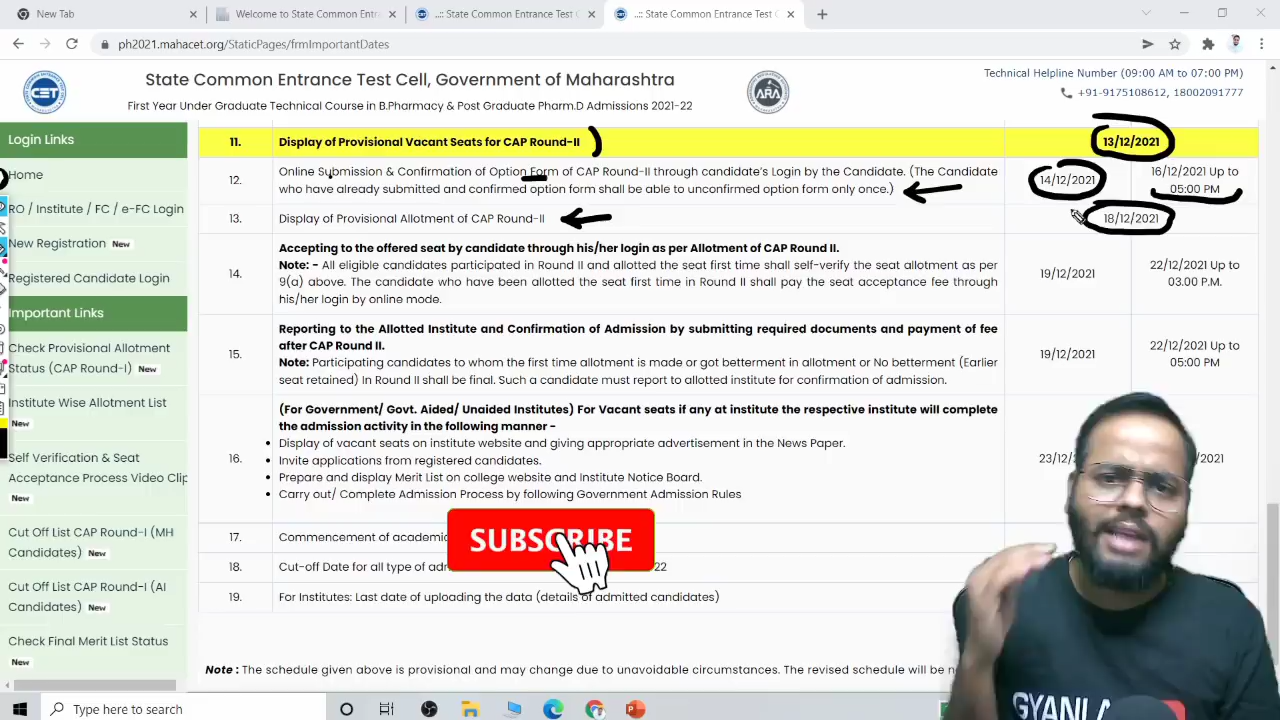 New Tab
Welcome to State Common Entra
..:: State Common Entrance Test C
..:: State Common Entrance Test C
ph2021.mahacet.org/StaticPages/frmImportantDates
State Common Entrance Test Cell, Government of Maharashtra
First Year Under Graduate Technical Course in B.Pharmacy & Post Graduate Pharm.D Admissions 2021-22
Technical Helpline Number (09:00 AM to 07:00 PM)
+91-9175108612, 18002091777
CET
ARA
Login Links
Home
RO / Institute / FC / e-FC Login
New Registration New
Registered Candidate Login
Important Links
Check Provisional Allotment
Status (CAP Round-I) New
Institute Wise Allotment List
New
Self Verification & Seat
Acceptance Process Video Clip
New
Cut Off List CAP Round-I (MH
Candidates) New
Cut Off List CAP Round-I (AI
Candidates) New
Check Final Merit List Status
New
11. Display of Provisional Vacant Seats for CAP Round-II 13/12/2021
12. Online Submission & Confirmation of Option Form of CAP Round-II through candidate's Login by the Candidate. (The Candidate
who have already submitted and confirmed option form shall be able to unconfirmed option form only once.)
14/12/2021
16/12/2021 Up to
05:00 PM
13. Display of Provisional Allotment of CAP Round-II 18/12/2021
14. Accepting to the offered seat by candidate through his/her login as per Allotment of CAP Round II.
Note: - All eligible candidates participated in Round II and allotted the seat first time shall self-verify the seat allotment as per
9(a) above. The candidate who have been allotted the seat first time in Round II shall pay the seat acceptance fee through
his/her login by online mode.
19/12/2021
22/12/2021 Up to
03.00 P.M.
15. Reporting to the Allotted Institute and Confirmation of Admission by submitting required documents and payment of fee
after CAP Round II.
Note: Participating candidates to whom the first time allotment is made or got betterment in allotment or No betterment (Earlier
seat retained) In Round II shall be final. Such a candidate must report to allotted institute for confirmation of admission.
19/12/2021
22/12/2021 Up to
05:00 PM
16. (For Government/ Govt. Aided/ Unaided Institutes) For Vacant seats if any at institute the respective institute will complete
the admission activity in the following manner -
Display of vacant seats on institute website and giving appropriate advertisement in the News Paper.
Invite applications from registered candidates.
Prepare and display Merit List on college website and Institute Notice Board.
Carry out/ Complete Admission Process by following Government Admission Rules
23/12/
/2021
17. Commencement of
18. Cut-off Date for all type of
22
19. For Institutes: Last date of uploading the data (details of admitted candidates)
SUBSCRIBE
Note : The schedule given above is provisional and may change due to unavoidable circumstances. The revised schedule will be
Type here to search